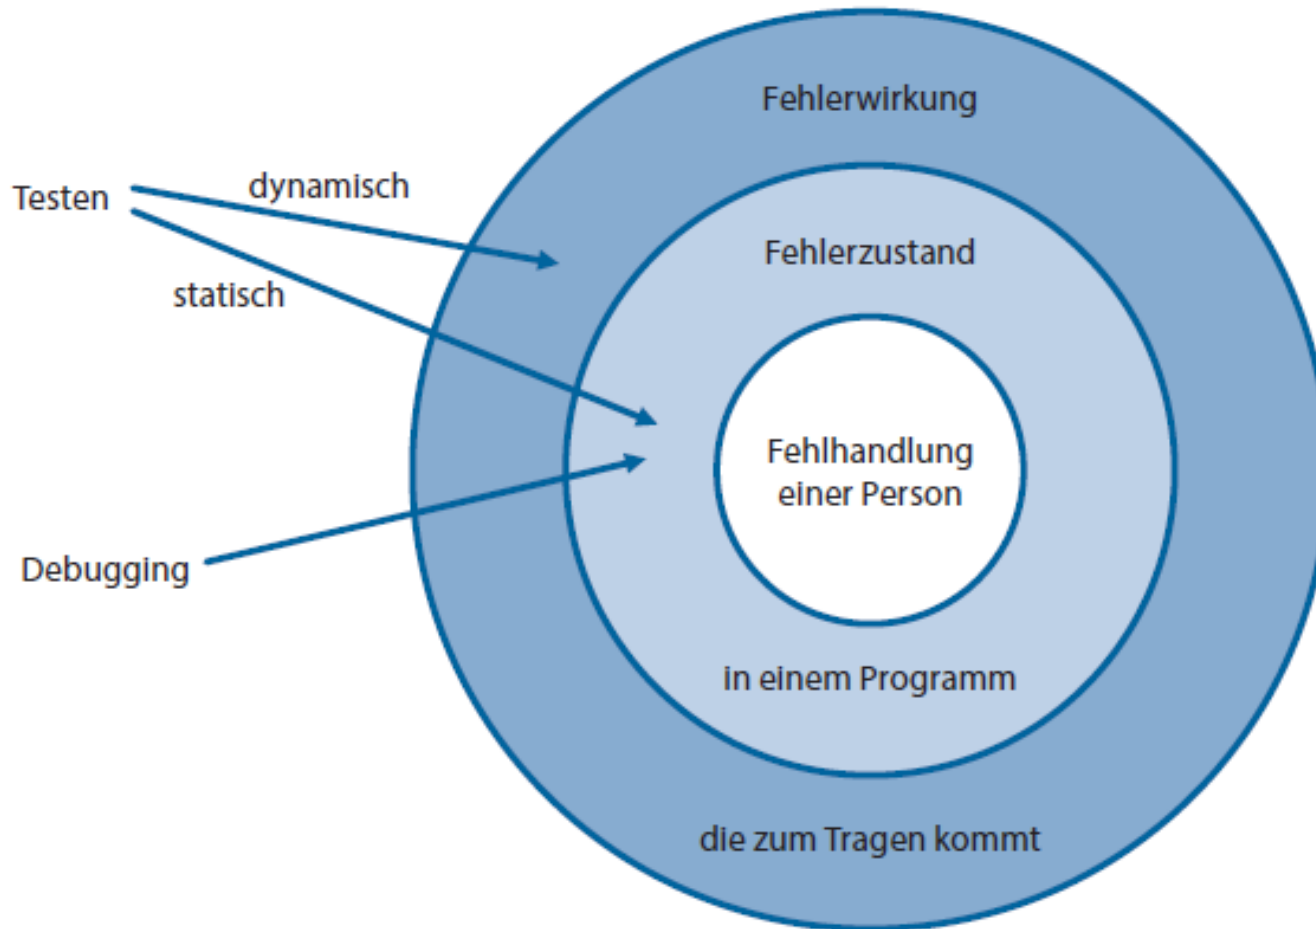 Fehlerwirkung
Testen
dynamisch
statisch
Fehlerzustand
Fehlhandlung
einer Person
Debugging
in einem Programm
die zum Tragen kommt